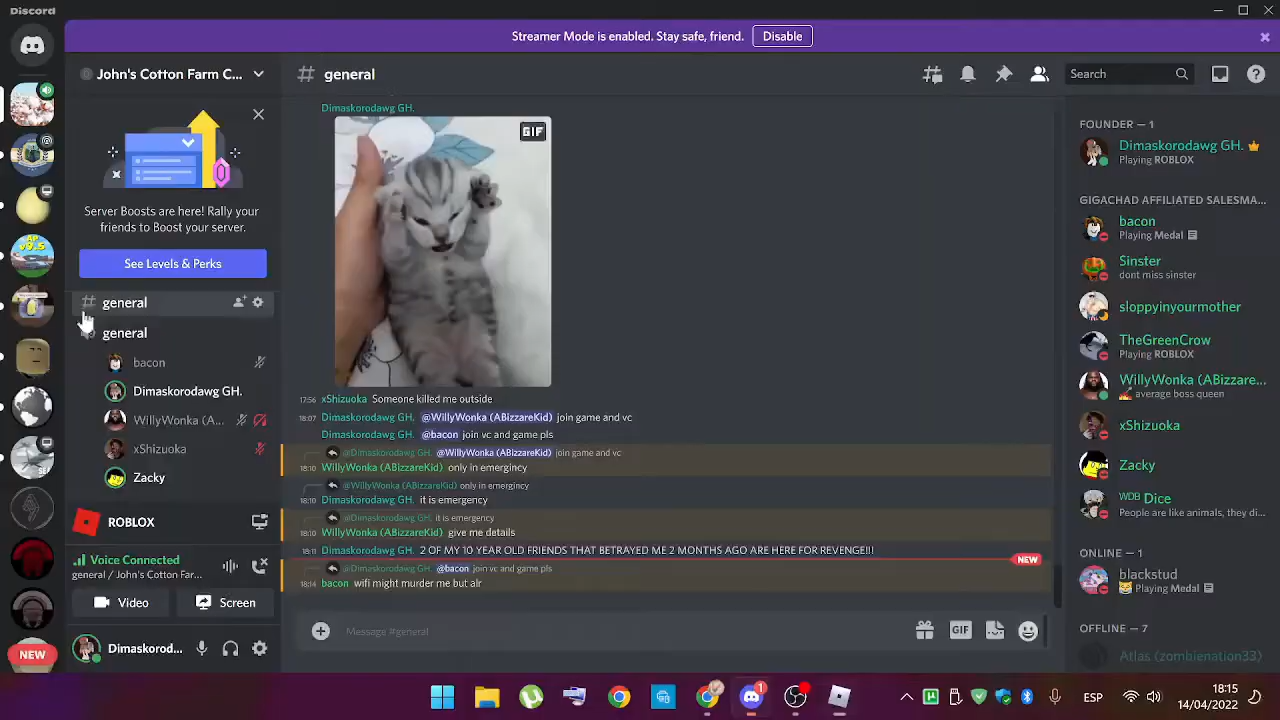 Discord
Streamer Mode is enabled. Stay safe, friend.
Disable
John's Cotton Farm C...
general
Search
Server Boosts are here! Rally your
friends to Boost your server.
See Levels & Perks
general
general
bacon
Dimaskorodawg GH.
WillyWonka (A...
xShizuoka
Zacky
ROBLOX
Voice Connected
general / John's Cotton Far...
Video
Screen
Dimaskorod...
NEW
Dimaskorodawg GH.
GIF
17:56 xShizuoka Someone killed me outside
18:07 Dimaskorodawg GH. @WillyWonka (ABizzareKid) join game and vc
Dimaskorodawg GH. @bacon join vc and game pls
@Dimaskorodawg GH. @WillyWonka (ABizzareKid) join game and vc
18:10 WillyWonka (ABizzareKid) only in emergincy
@WillyWonka (ABizzareKid) only in emergincy
18:10 Dimaskorodawg GH. it is emergency
@Dimaskorodawg GH. it is emergency
18:10 WillyWonka (ABizzareKid) give me details
18:11 Dimaskorodawg GH. 2 OF MY 10 YEAR OLD FRIENDS THAT BETRAYED ME 2 MONTHS AGO ARE HERE FOR REVENGE!!!
NEW
@Dimaskorodawg GH. @bacon join vc and game pls
18:14 bacon wifi might murder me but alr
Message #general
GIF
FOUNDER — 1
Dimaskorodawg GH.
Playing ROBLOX
GIGACHAD AFFILIATED SALESMA...
bacon
Playing Medal
Sinster
dont miss sinster
sloppyinyourmother
TheGreenCrow
Playing ROBLOX
WillyWonka (ABizzare...
average boss queen
xShizuoka
Zacky
WDB Dice
People are like animals, they di...
ONLINE — 1
blackstud
Playing Medal
OFFLINE — 7
Atlas (zombienation33)
1
ESP
18:15
14/04/2022